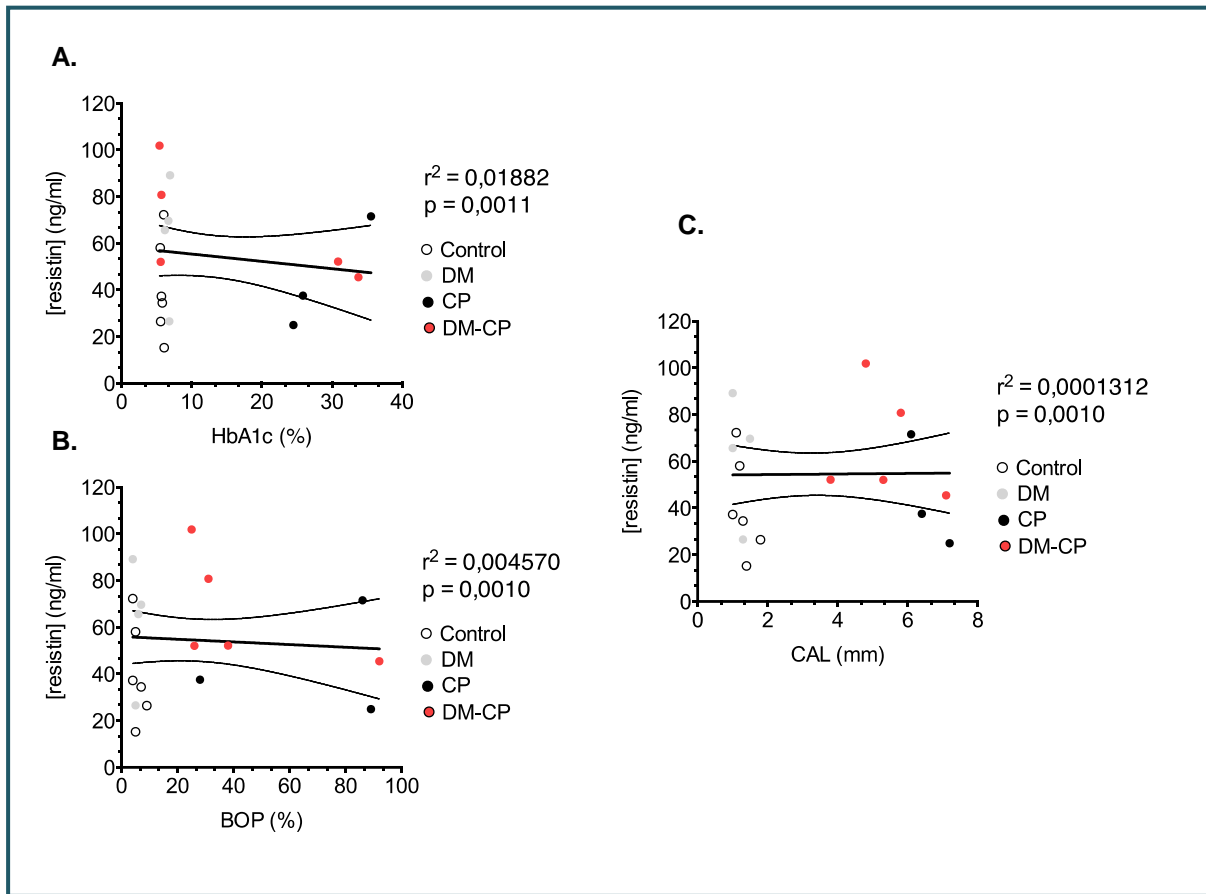 A.
120
100
80
60
40
20
0
[resistin] (ng/ml)
0 10 20 30 40
HbA1c (%)
r² = 0,01882
p = 0,0011
Control
DM
CP
DM-CP
B.
120
100
80
60
40
20
0
[resistin] (ng/ml)
0 20 40 60 80 100
BOP (%)
r² = 0,004570
p = 0,0010
Control
DM
CP
DM-CP
C.
120
100
80
60
40
20
0
[resistin] (ng/ml)
0 2 4 6 8
CAL (mm)
r² = 0,0001312
p = 0,0010
Control
DM
CP
DM-CP